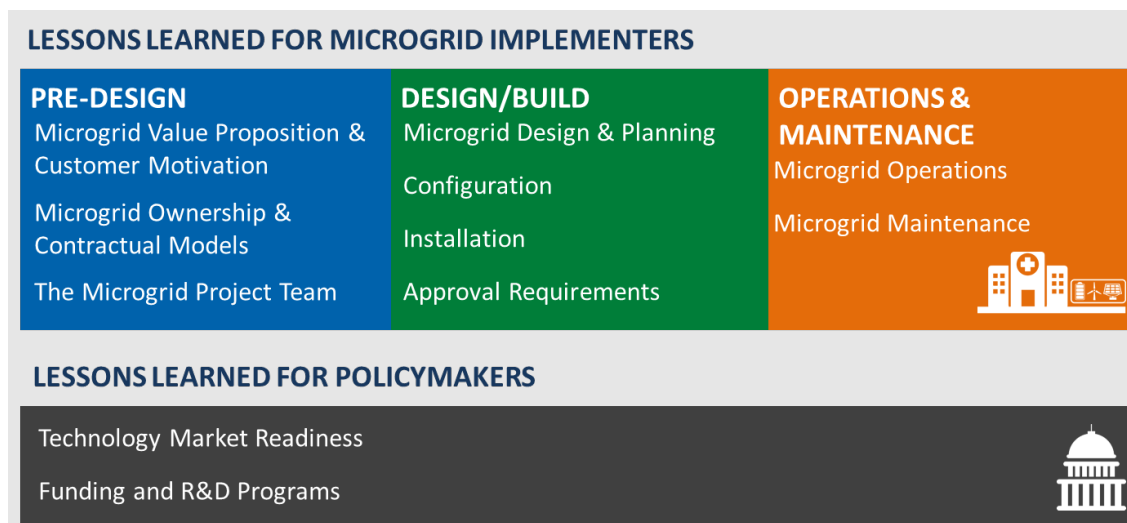 LESSONS LEARNED FOR MICROGRID IMPLEMENTERS
PRE-DESIGN
Microgrid Value Proposition &
Customer Motivation
Microgrid Ownership &
Contractual Models
The Microgrid Project Team
DESIGN/BUILD
Microgrid Design & Planning
Configuration
Installation
Approval Requirements
OPERATIONS &
MAINTENANCE
Microgrid Operations
Microgrid Maintenance
LESSONS LEARNED FOR POLICYMAKERS
Technology Market Readiness
Funding and R&D Programs